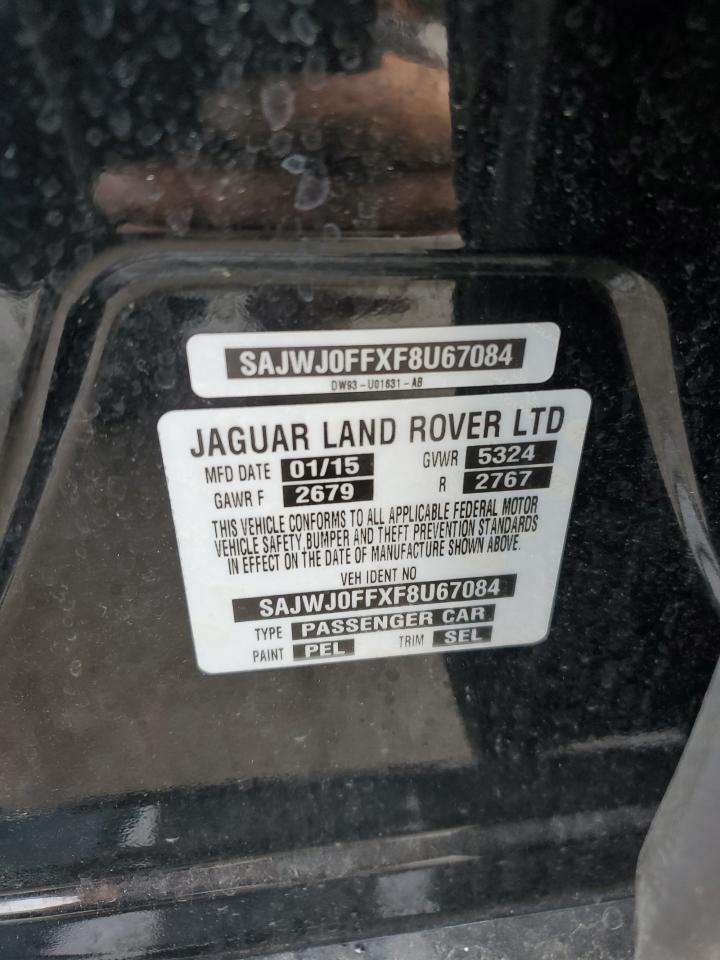 SAJWJ0FFXF8U67084
DW93-U01631-AB
JAGUAR LAND ROVER LTD
MFD DATE 01/15 GVWR 5324
GAWR F 2679 R 2767
THIS VEHICLE CONFORMS TO ALL APPLICABLE FEDERAL MOTOR
VEHICLE SAFETY, BUMPER AND THEFT PREVENTION STANDARDS
IN EFFECT ON THE DATE OF MANUFACTURE SHOWN ABOVE.
VEH IDENT NO
SAJWJ0FFXF8U67084
TYPE PASSENGER CAR
PAINT PEL TRIM SEL